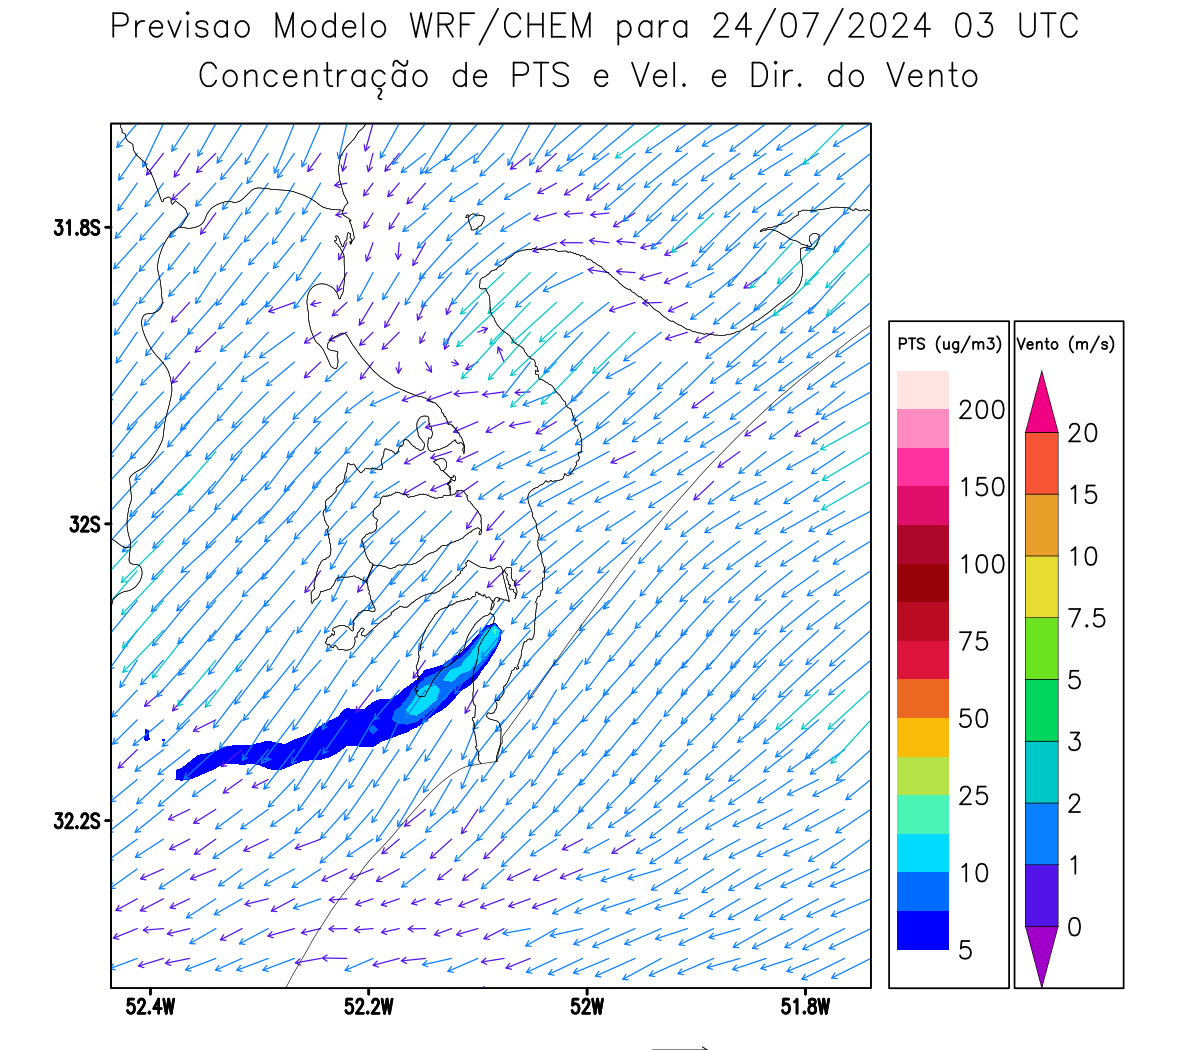 Previsao Modelo WRF/CHEM para 24/07/2024 03 UTC
Concentração de PTS e Vel. e Dir. do Vento
31.8S
32S
32.2S
52.4W
52.2W
52W
51.8W
PTS (ug/m3)
200
150
100
75
50
25
10
5
Vento (m/s)
20
15
10
7.5
5
3
2
1
0